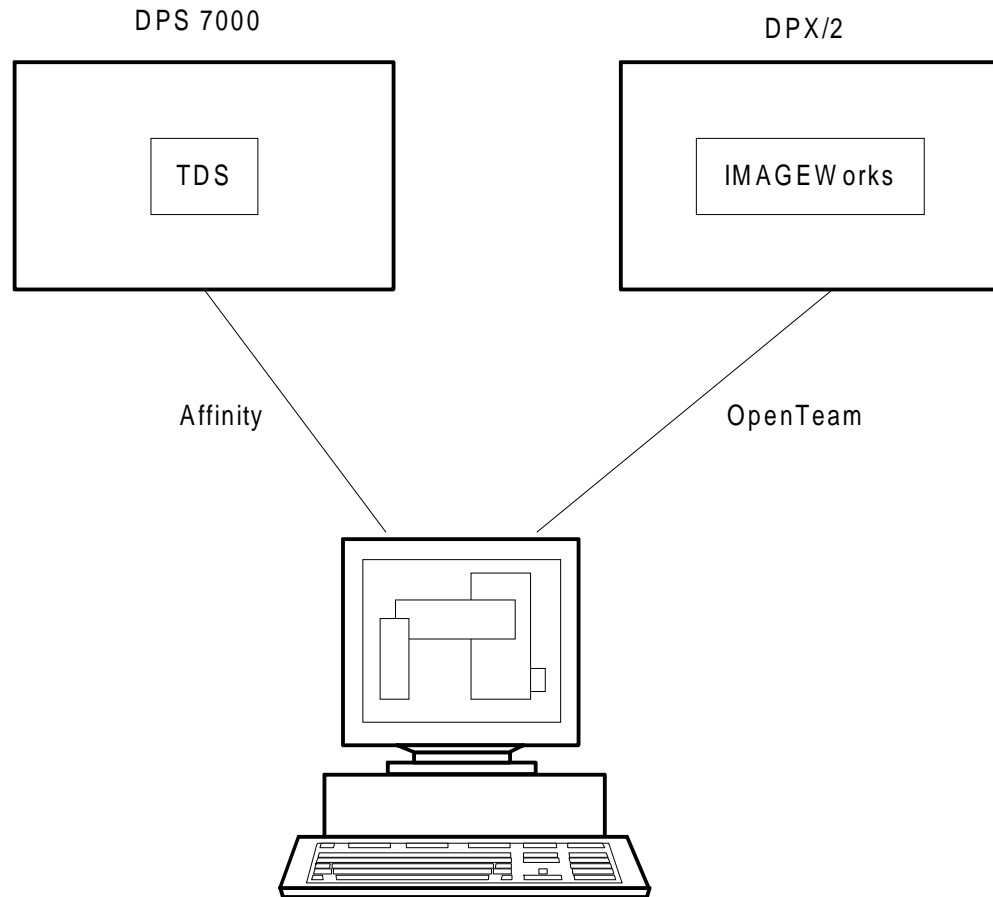 DPS 7000
DPX/2
TDS
IMAGEWorks
Affinity
OpenTeam